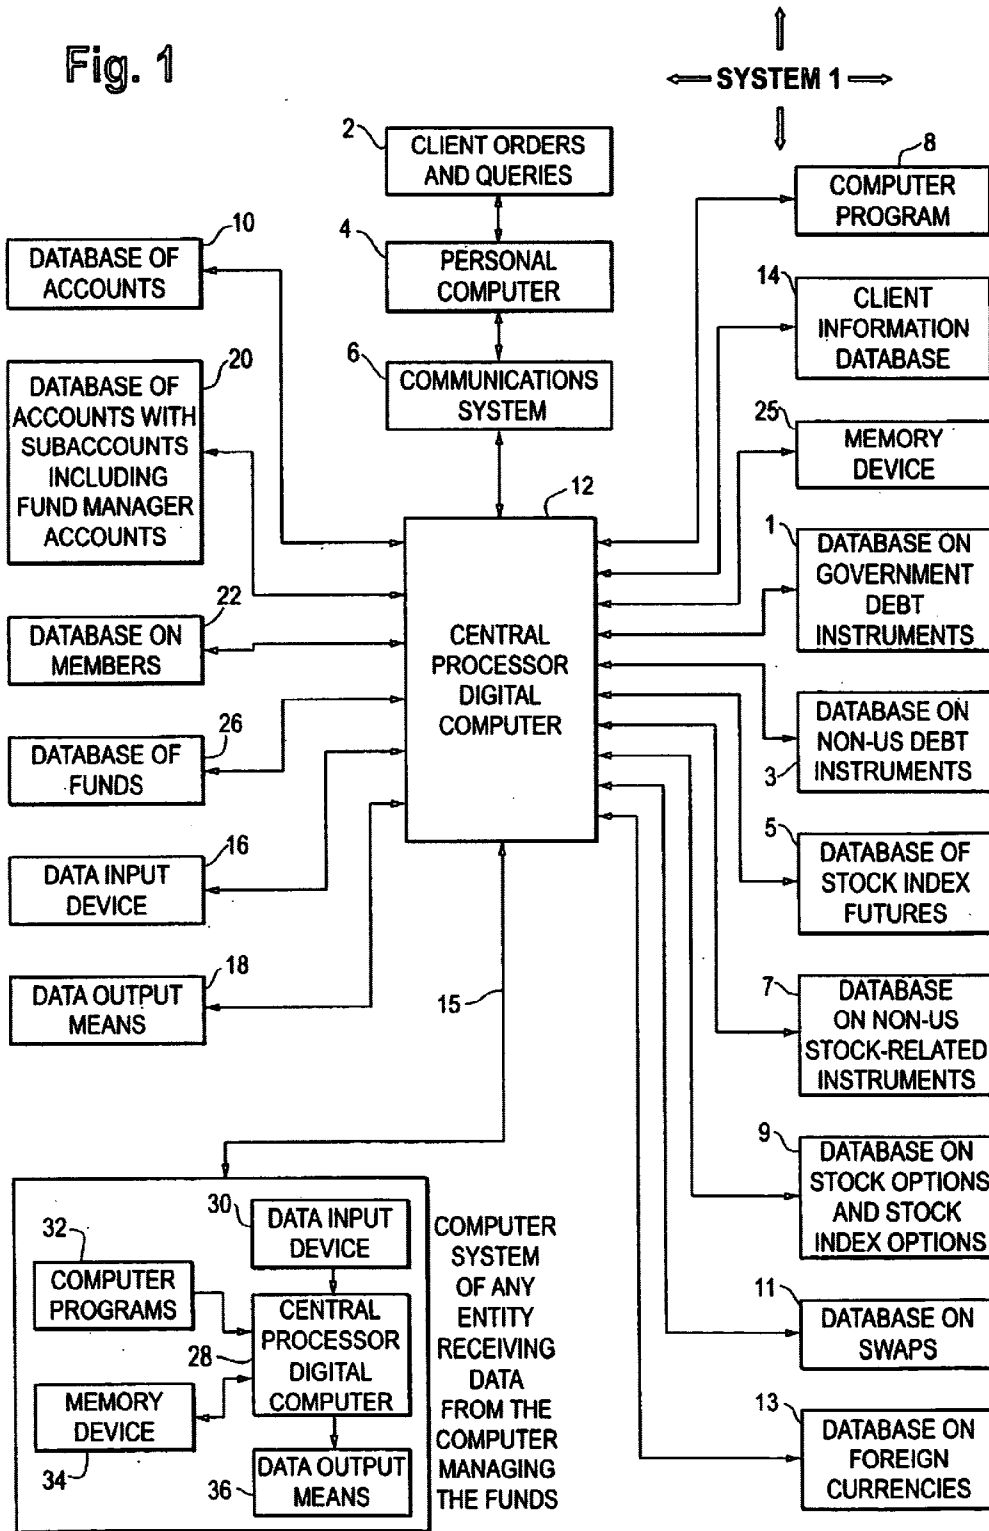 Fig. 1
SYSTEM 1
2
CLIENT ORDERS
AND QUERIES
4
PERSONAL
COMPUTER
6
COMMUNICATIONS
SYSTEM
10
DATABASE OF
ACCOUNTS
20
DATABASE OF
ACCOUNTS WITH
SUBACCOUNTS
INCLUDING
FUND MANAGER
ACCOUNTS
22
DATABASE ON
MEMBERS
26
DATABASE OF
FUNDS
16
DATA INPUT
DEVICE
18
DATA OUTPUT
MEANS
12
CENTRAL
PROCESSOR
DIGITAL
COMPUTER
15
8
COMPUTER
PROGRAM
14
CLIENT
INFORMATION
DATABASE
25
MEMORY
DEVICE
1
DATABASE ON
GOVERNMENT
DEBT
INSTRUMENTS
DATABASE ON
NON-US DEBT
3 INSTRUMENTS
5
DATABASE OF
STOCK INDEX
FUTURES
7
DATABASE
ON NON-US
STOCK-RELATED
INSTRUMENTS
9
DATABASE ON
STOCK OPTIONS
AND STOCK
INDEX OPTIONS
11
DATABASE ON
SWAPS
13
DATABASE ON
FOREIGN
CURRENCIES
30
DATA INPUT
DEVICE
32
COMPUTER
PROGRAMS
28
CENTRAL
PROCESSOR
DIGITAL
COMPUTER
MEMORY
DEVICE
34
36
DATA OUTPUT
MEANS
COMPUTER
SYSTEM
OF ANY
ENTITY
RECEIVING
DATA
FROM THE
COMPUTER
MANAGING
THE FUNDS